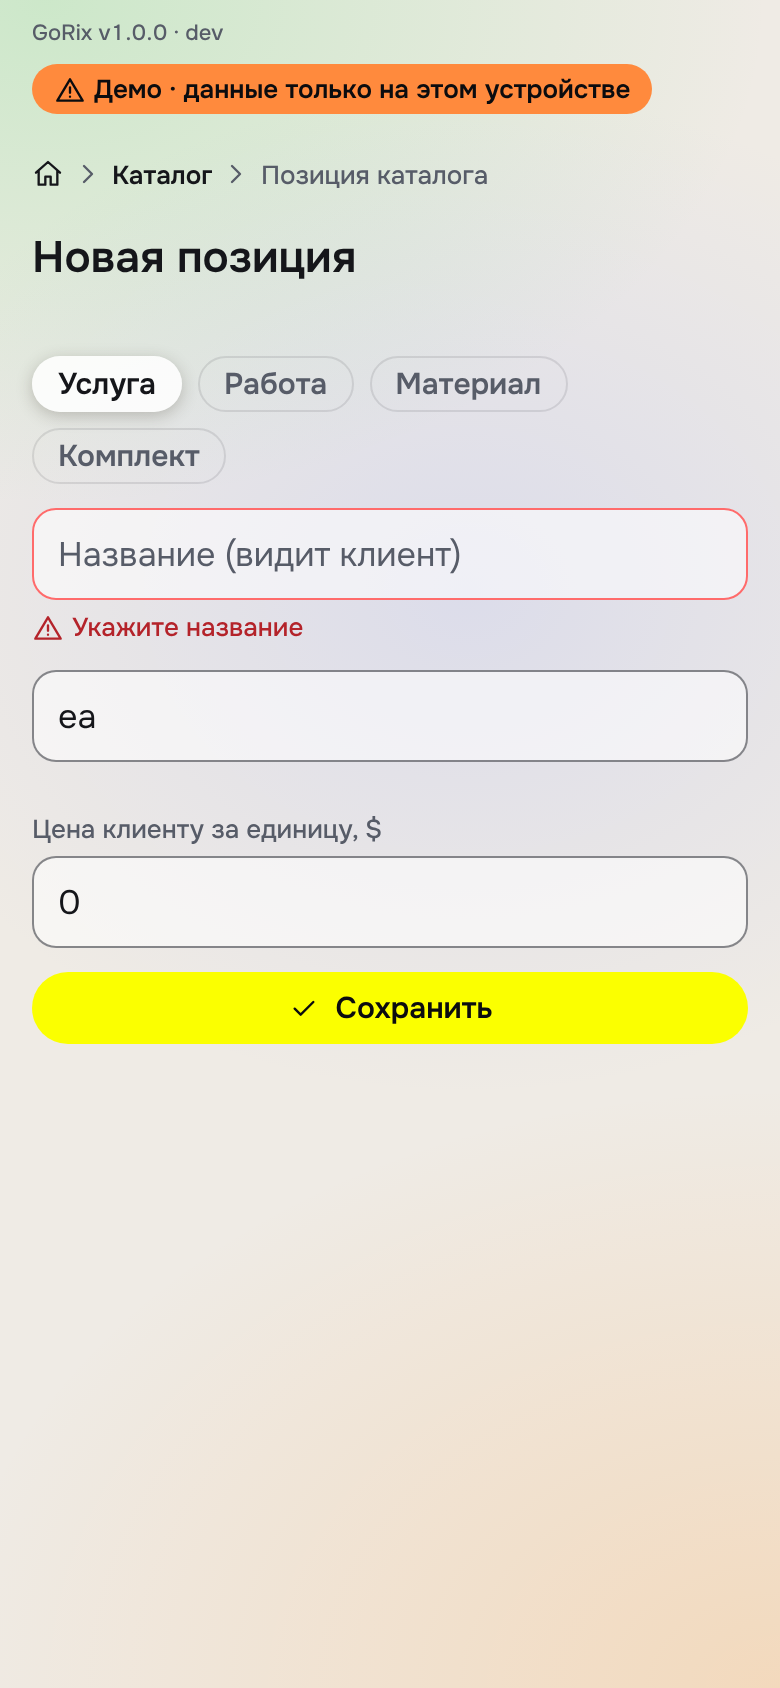 GoRix v1.0.0 · dev
Демо · данные только на этом устройстве
Каталог > Позиция каталога
Новая позиция
Услуга Работа Материал
Комплект
Название (видит клиент)
Укажите название
ea
Цена клиенту за единицу, $
0
Сохранить